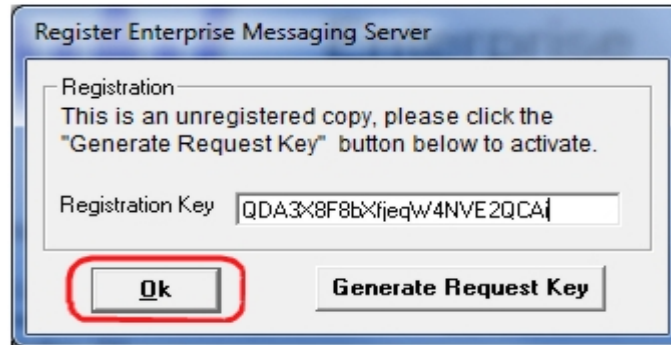 Register Enterprise Messaging Server
Registration
This is an unregistered copy, please click the
"Generate Request Key" button below to activate.
Registration Key QDA3X8F8bXfjeqW4NVE2QCAi
Ok Generate Request Key